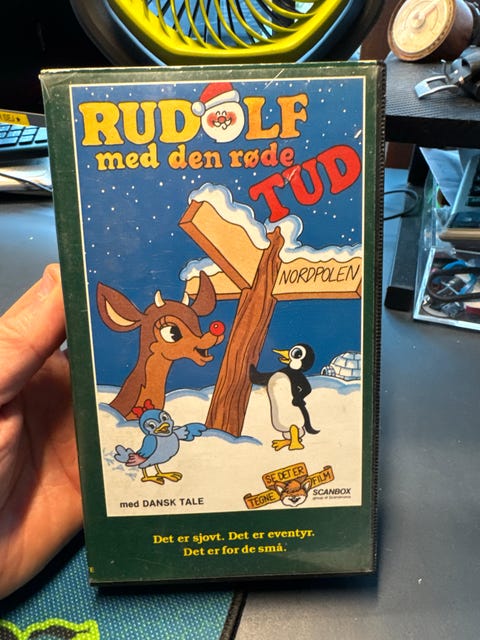 RUDOLF
med den røde
TUD
NORDPOLEN
med DANSK TALE
SE DET ER
TEGNE FILM
SCANBOX
Det er sjovt. Det er eventyr.
Det er for de små.
E